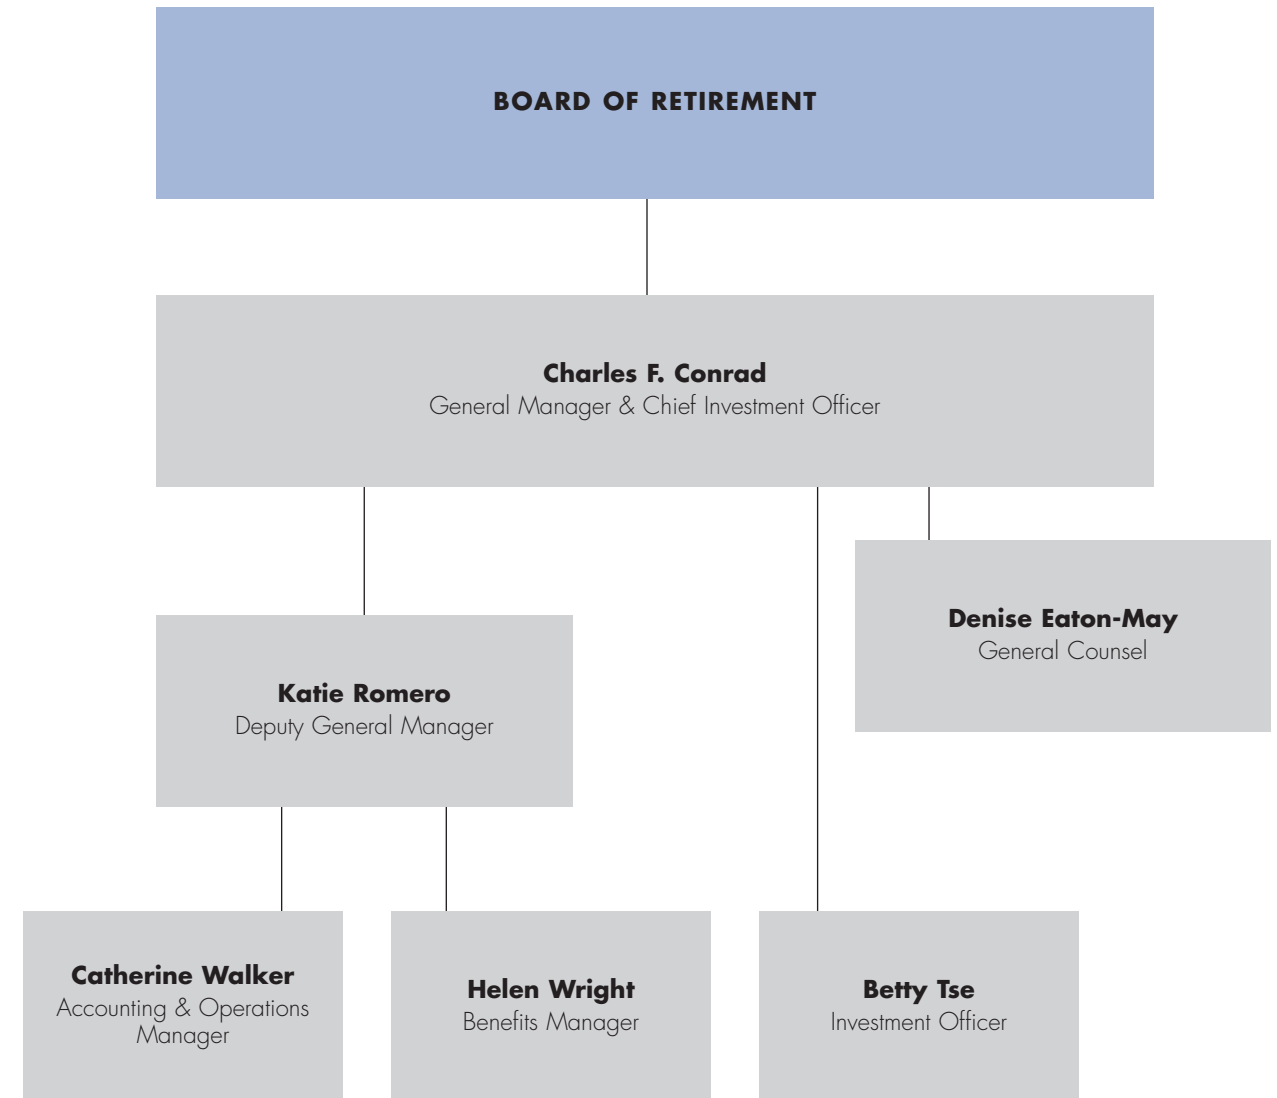 BOARD OF RETIREMENT
Charles F. Conrad
General Manager & Chief Investment Officer
Denise Eaton-May
General Counsel
Katie Romero
Deputy General Manager
Catherine Walker
Accounting & Operations
Manager
Helen Wright
Benefits Manager
Betty Tse
Investment Officer